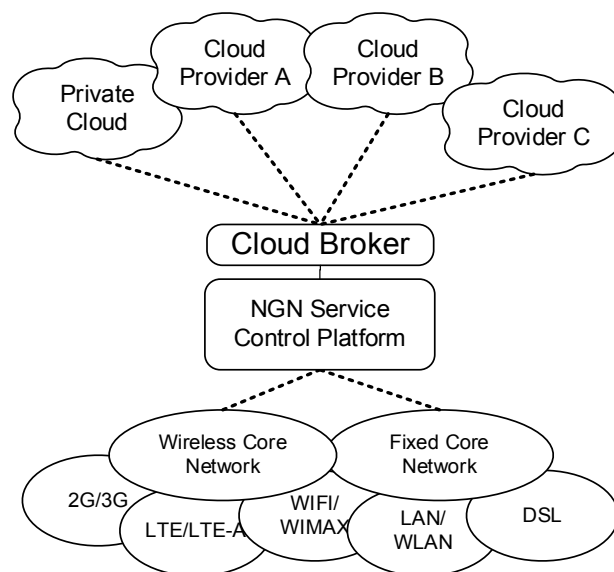 Private
Cloud
Cloud
Provider A
Cloud
Provider B
Cloud
Provider C
Cloud Broker
NGN Service
Control Platform
Wireless Core
Network
Fixed Core
Network
2G/3G
LTE/LTE-A
WIFI/
WIMAX
LAN/
WLAN
DSL